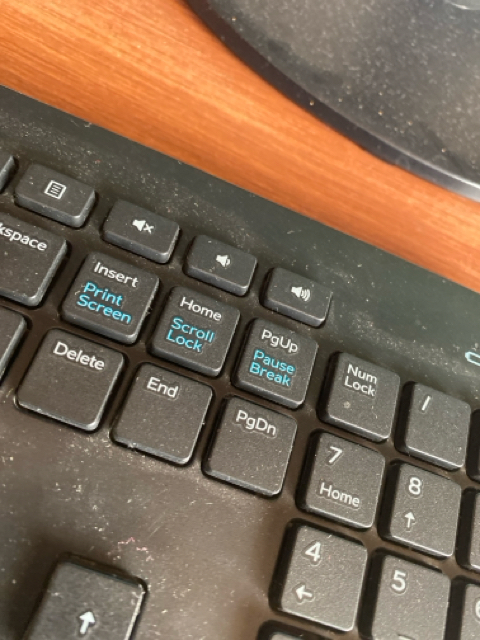 kspace
Insert
Print
Screen
Home
Scroll
Lock
PgUp
Pause
Break
Num
Lock
/
Delete
End
PgDn
7
Home
8
↑
4
←
5
↑